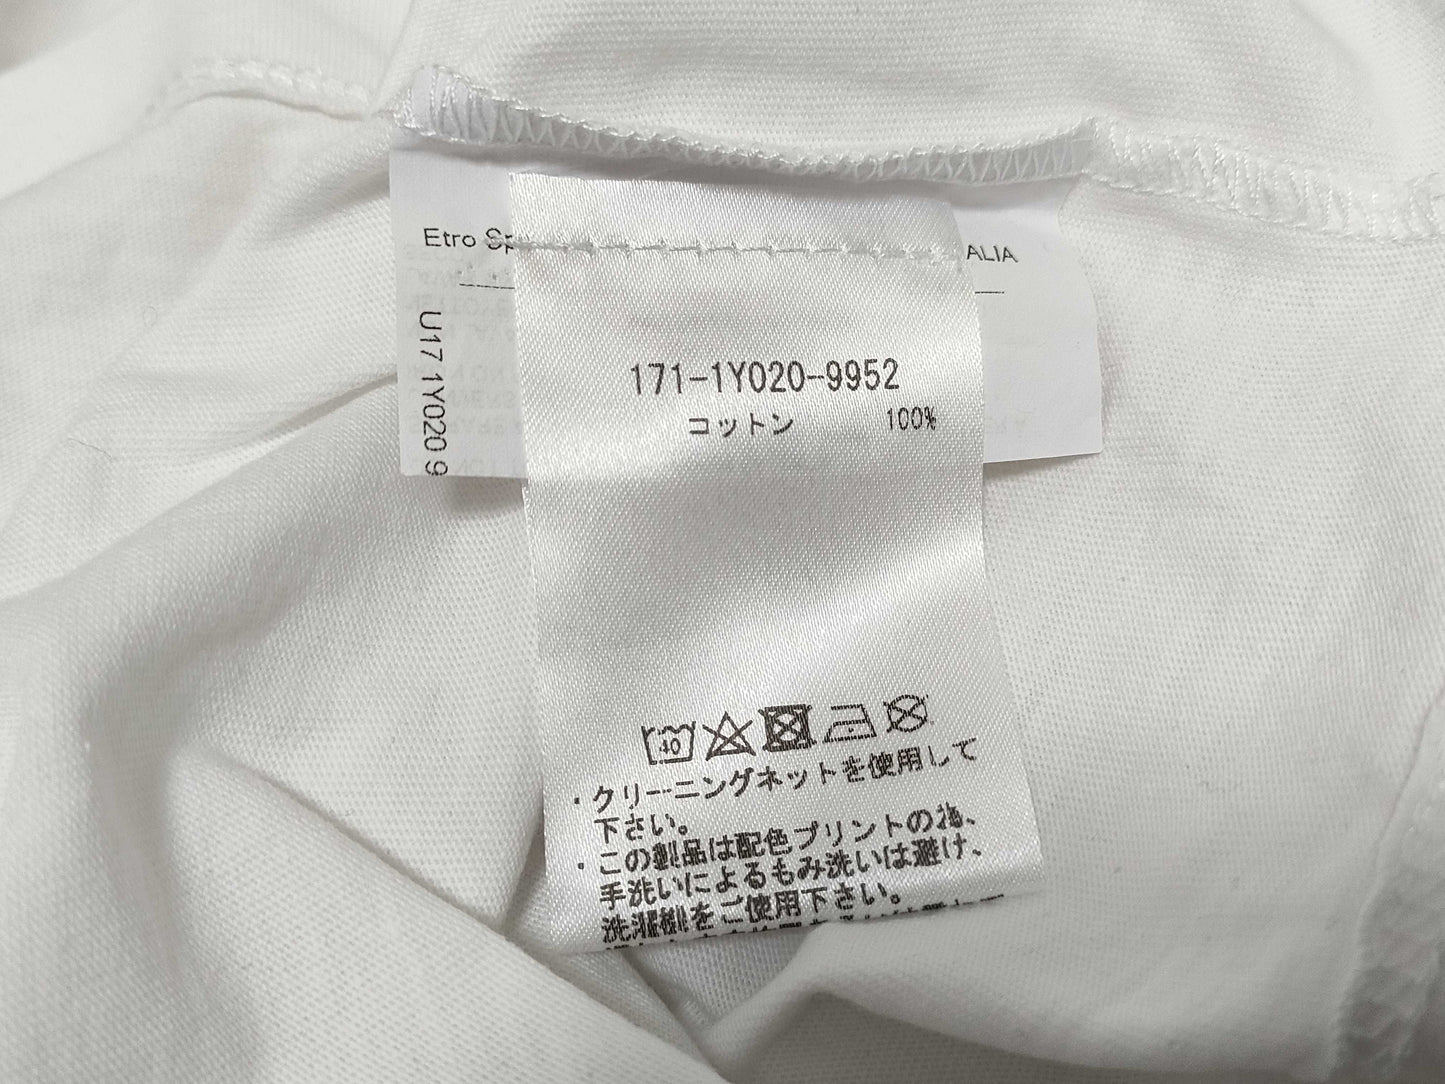 Etro Sp
ALIA
U17 1Y020 9
171-1Y020-9952
コットン 100%
40
・クリーニングネットを使用して
下さい。
・この製品は配色プリントの為、
手洗いによるもみ洗いは避け、
洗濯機をご使用下さい。